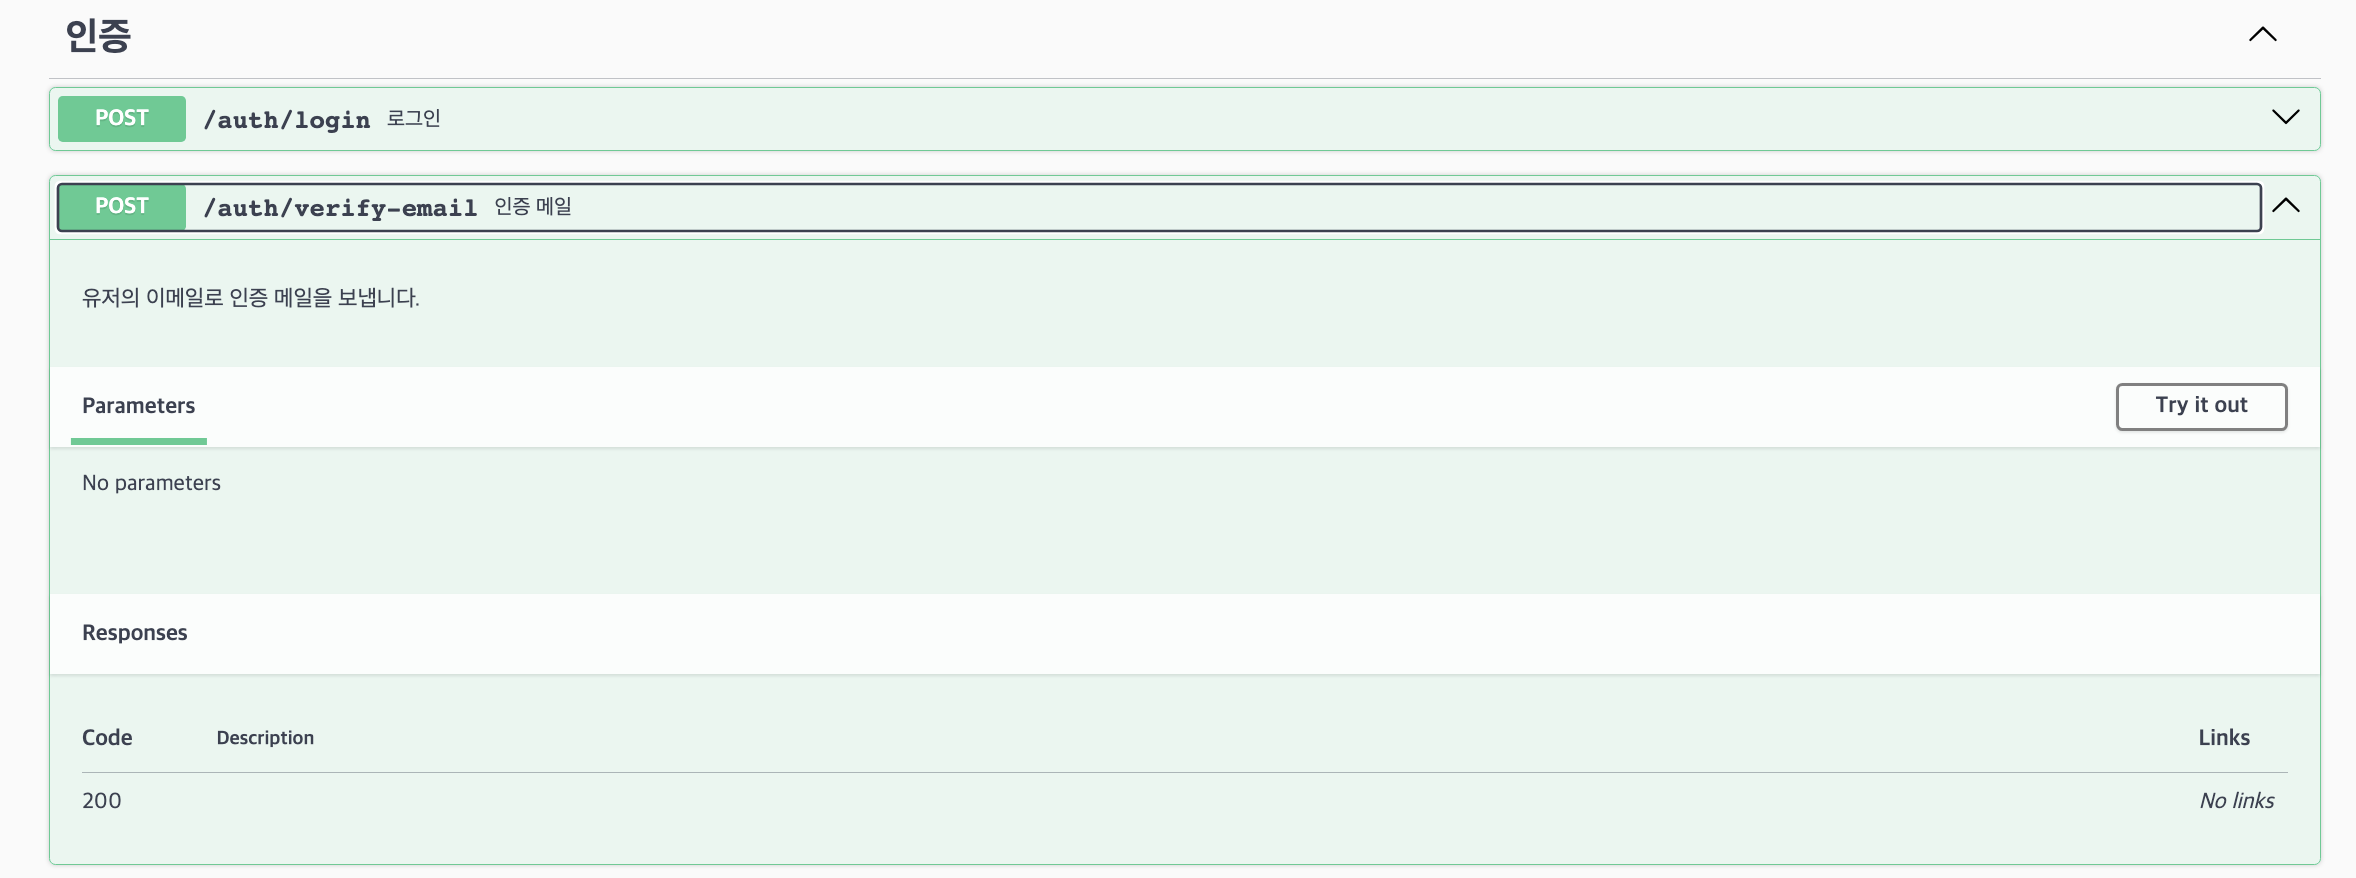 인증
POST /auth/login 로그인
POST /auth/verify-email 인증 메일
유저의 이메일로 인증 메일을 보냅니다.
Parameters Try it out
No parameters
Responses
Code Description Links
200 No links